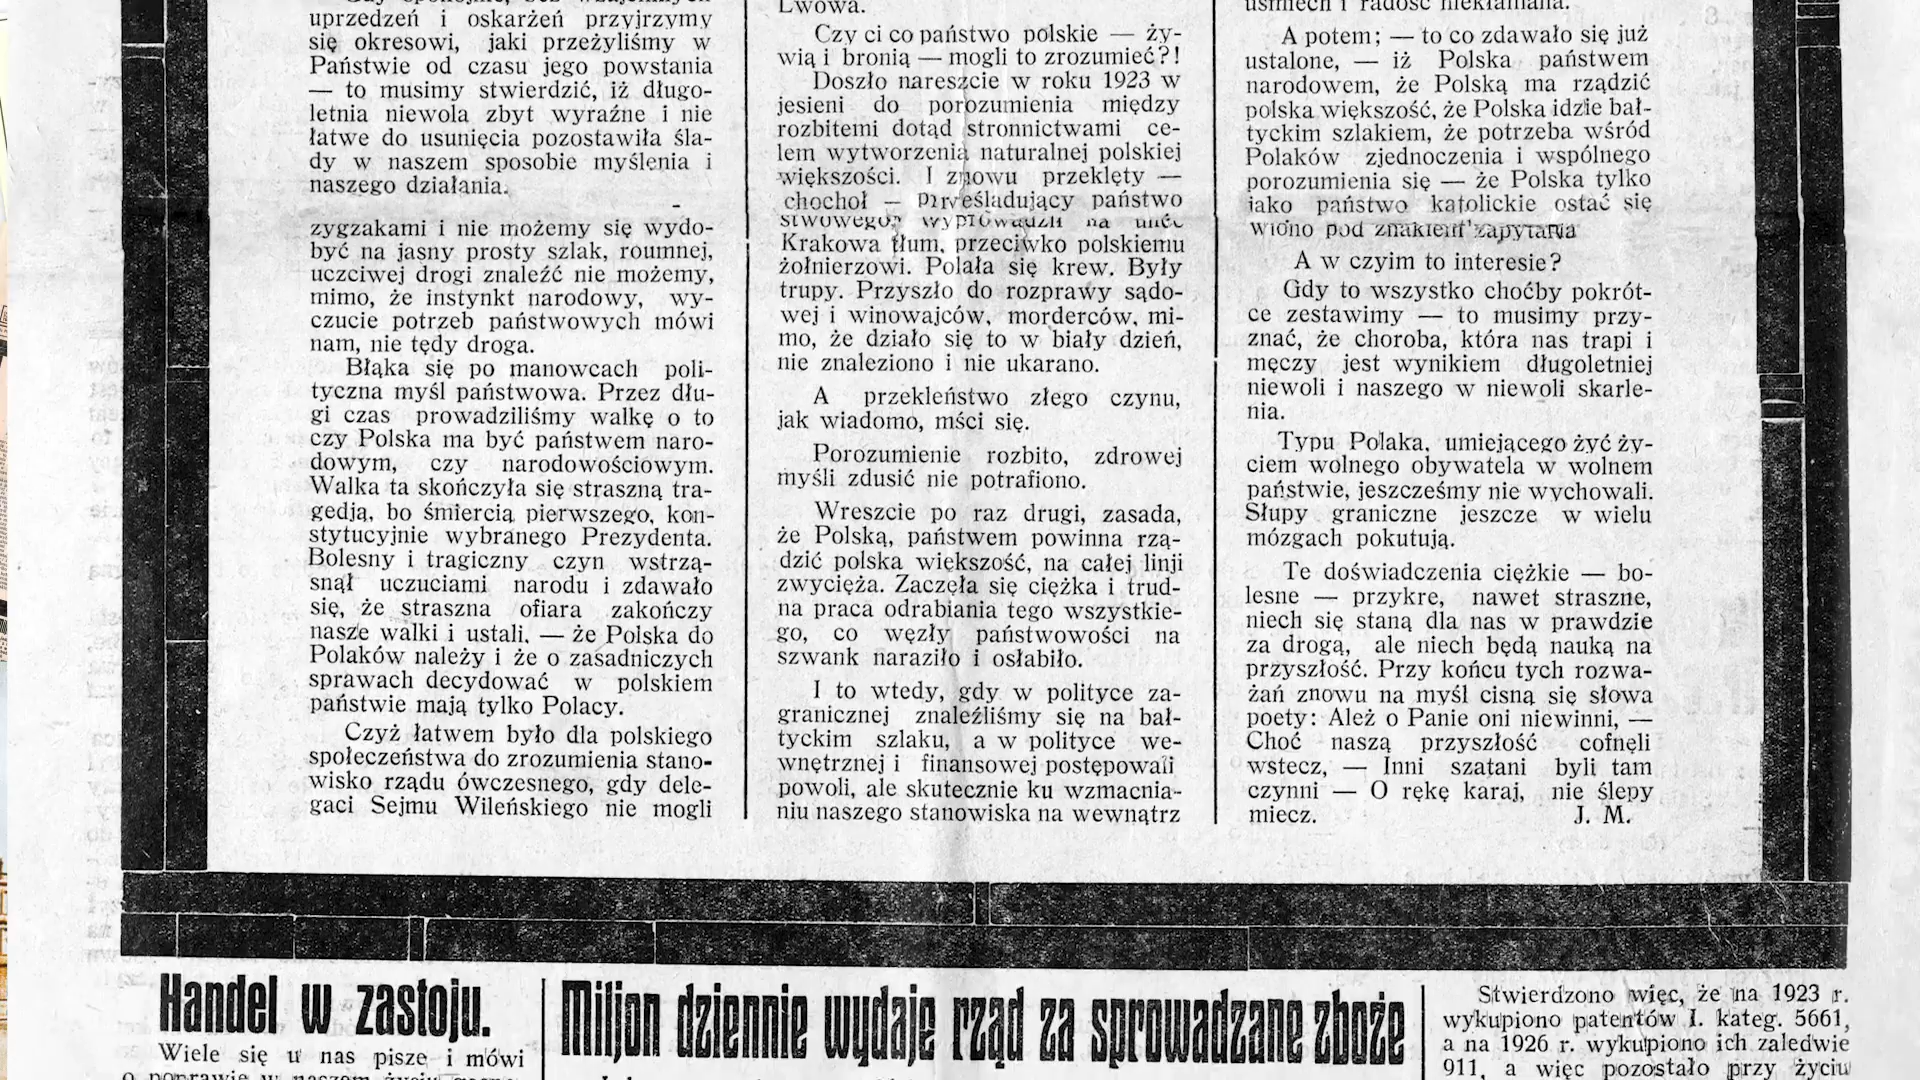 uprzedzeń i oskarżeń przyjrzymy
się okresowi, jaki przeżyliśmy w
Państwie od czasu jego powstania
— to musimy stwierdzić, iż długo-
letnia niewola zbyt wyraźne i nie
łatwe do usunięcia pozostawiła śla-
dy w naszem sposobie myślenia i
naszego działania.
zygzakami i nie możemy się wydo-
być na jasny prosty szlak, roumnej,
uczciwej drogi znaleźć nie możemy,
mimo, że instynkt narodowy, wy-
czucie potrzeb państwowych mówi
nam, nie tędy droga.
Błąka się po manowcach poli-
tyczna myśl państwowa. Przez dłu-
gi czas prowadziliśmy walkę o to
czy Polska ma być państwem naro-
dowym, czy narodowościowym.
Walka ta skończyła się straszną tra-
gedją, bo śmiercią pierwszego, kon-
stytucyjnie wybranego Prezydenta.
Bolesny i tragiczny czyn wstrzą-
snął uczuciami narodu i zdawało
się, że straszna ofiara zakończy
nasze walki i ustali, — że Polska do
Polaków należy i że o zasadniczych
sprawach decydować w polskiem
państwie mają tylko Polacy.
Czyż łatwem było dla polskiego
społeczeństwa do zrozumienia stano-
wisko rządu ówczesnego, gdy dele-
gaci Sejmu Wileńskiego nie mogli
Lwowa.
Czy ci co państwo polskie — ży-
wią i bronią — mogli to zrozumieć?!
Doszło nareszcie w roku 1923 w
jesieni do porozumienia między
rozbitemi dotąd stronnictwami ce-
lem wytworzenia naturalnej polskiej
większości. I znowu przeklęty —
chochoł — prześladujący państwo
wyprowadził na
Krakowa tłum, przeciwko polskiemu
żołnierzowi. Polała się krew. Były
trupy. Przyszło do rozprawy sądo-
wej i winowajców, morderców, mi-
mo, że działo się to w biały dzień,
nie znaleziono i nie ukarano.
A przekleństwo złego czynu,
jak wiadomo, mści się.
Porozumienie rozbito, zdrowej
myśli zdusić nie potrafiono.
Wreszcie po raz drugi, zasada,
że Polską, państwem powinna rzą-
dzić polska większość, na całej linji
zwycięża. Zaczęła się ciężka i trud-
na praca odrabiania tego wszystkie-
go, co węzły państwowości na
szwank naraziło i osłabiło.
I to wtedy, gdy w polityce za-
granicznej znaleźliśmy się na bał-
tyckim szlaku, a w polityce we-
wnętrznej i finansowej postępowali
powoli, ale skutecznie ku wzmacnia-
niu naszego stanowiska na wewnątrz
uśmiech i radość niekłamana.
A potem; — to co zdawało się już
ustalone, — iż Polska państwem
narodowem, że Polską ma rządzić
polska większość, że Polska idzie bał-
tyckim szlakiem, że potrzeba wśród
Polaków zjednoczenia i wspólnego
porozumienia się — że Polska tylko
jako państwo katolickie ostać się
pod znakiem zapytania
A w czyim to interesie?
Gdy to wszystko choćby pokrót-
ce zestawimy — to musimy przy-
znać, że choroba, która nas trapi i
męczy jest wynikiem długoletniej
niewoli i naszego w niewoli skarle-
nia.
Typu Polaka, umiejącego żyć ży-
ciem wolnego obywatela w wolnem
państwie, jeszcześmy nie wychowali.
Słupy graniczne jeszcze w wielu
mózgach pokutują.
Te doświadczenia ciężkie — bo-
lesne — przykre, nawet straszne,
niech się staną dla nas w prawdzie
za drogą, ale niech będą nauką na
przyszłość. Przy końcu tych rozwa-
żań znowu na myśl cisną się słowa
poety: Ależ o Panie oni niewinni, —
Choć naszą przyszłość cofnęli
wstecz, — Inni szatani byli tam
czynni — O rękę karaj, nie ślepy
miecz. J. M.
Handel w zastoju.
Wiele się u nas pisze i mówi
o poprawie w naszem życiu
Miljon dziennie wydaje rząd za sprowadzane zboże
Stwierdzono więc, że na 1923 r.
wykupiono patentów I. kateg. 5661,
a na 1926 r. wykupiono ich zaledwie
911, a więc pozostało przy życiu